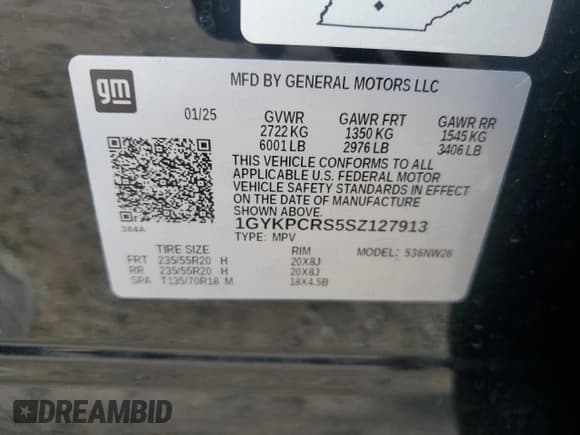 gm
MFD BY GENERAL MOTORS LLC
01/25 GVWR GAWR FRT GAWR RR
2722 KG 1350 KG 1545 KG
6001 LB 2976 LB 3406 LB
THIS VEHICLE CONFORMS TO ALL
APPLICABLE U.S. FEDERAL MOTOR
VEHICLE SAFETY STANDARDS IN EFFECT
ON THE DATE OF MANUFACTURE
SHOWN ABOVE.
384A 1GYKPCRS5SZ127913
TYPE: MPV
TIRE SIZE RIM MODEL: 536NW26
FRT 235/55R20 H 20X8J
RR 235/55R20 H 20X8J
SPA T135/70R18 M 18X4.5B
DREAMBID